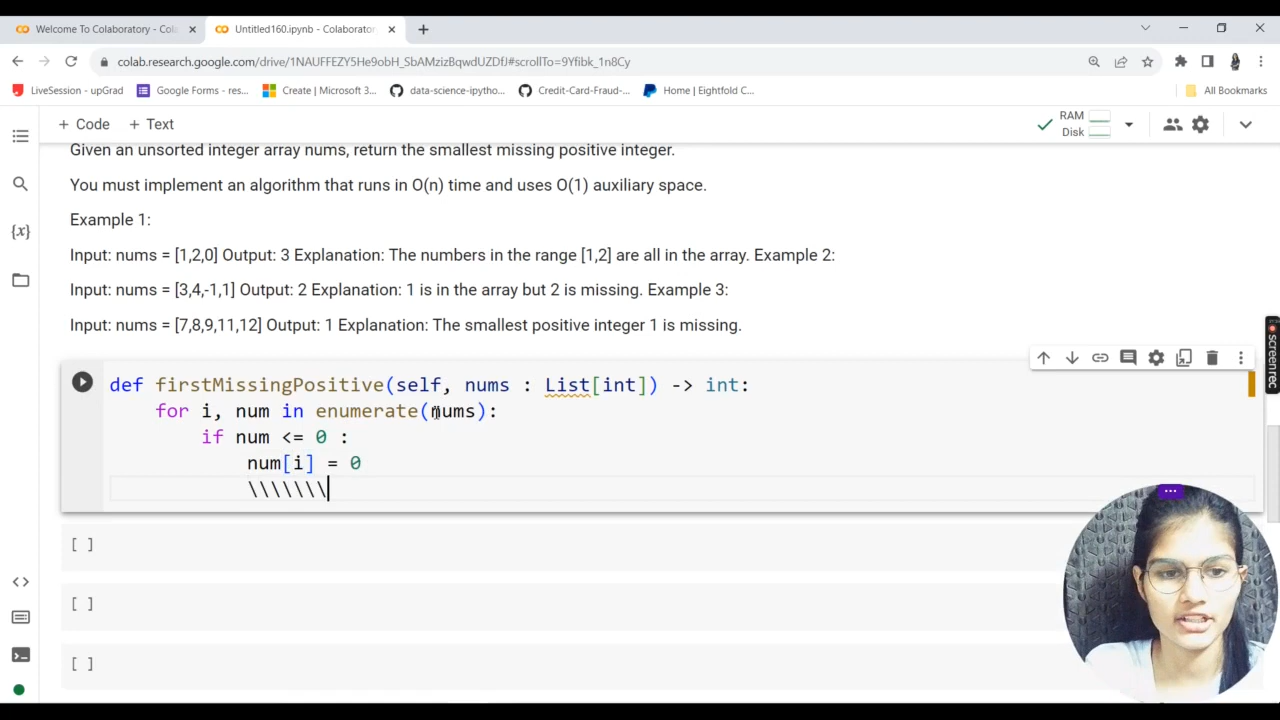 Welcome To Colaboratory - Col
Untitled160.ipynb - Colaborator
colab.research.google.com/drive/1NAUFFEZY5He9obH_SbAMzizBqwdUZDfJ#scrollTo=9Yfibk_1n8Cy
LiveSession - upGrad
Google Forms - res...
Create | Microsoft 3...
data-science-ipytho...
Credit-Card-Fraud-...
Home | Eightfold C...
All Bookmarks
+ Code + Text
RAM
Disk
Given an unsorted integer array nums, return the smallest missing positive integer.
You must implement an algorithm that runs in O(n) time and uses O(1) auxiliary space.
Example 1:
Input: nums = [1,2,0] Output: 3 Explanation: The numbers in the range [1,2] are all in the array. Example 2:
Input: nums = [3,4,-1,1] Output: 2 Explanation: 1 is in the array but 2 is missing. Example 3:
Input: nums = [7,8,9,11,12] Output: 1 Explanation: The smallest positive integer 1 is missing.
def firstMissingPositive(self, nums : List[int]) -> int:
for i, num in enumerate(nums):
if num <= 0 :
num[i] = 0
\\\\\\\
[ ]
[ ]
[ ]
{x}
screenrec